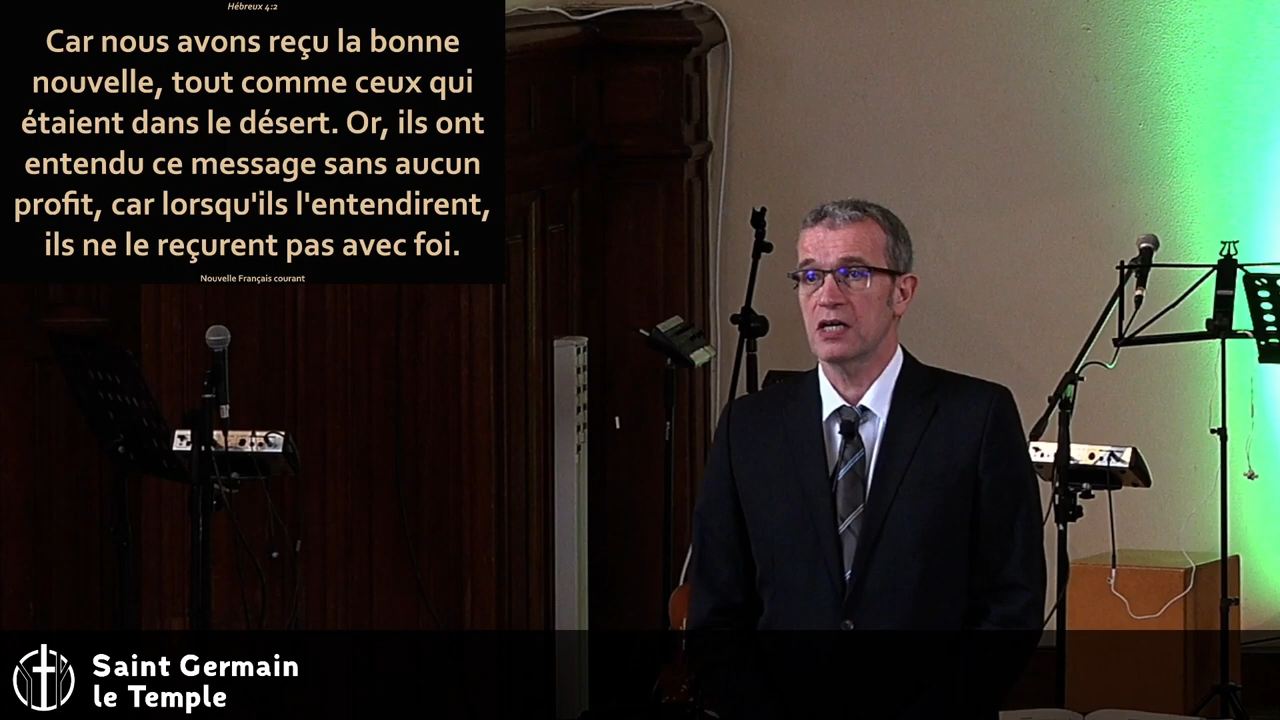 Hébreux 4:2
Car nous avons reçu la bonne
nouvelle, tout comme ceux qui
étaient dans le désert. Or, ils ont
entendu ce message sans aucun
profit, car lorsqu'ils l'entendirent,
ils ne le reçurent pas avec foi.
Nouvelle Français courant
Saint Germain
le Temple